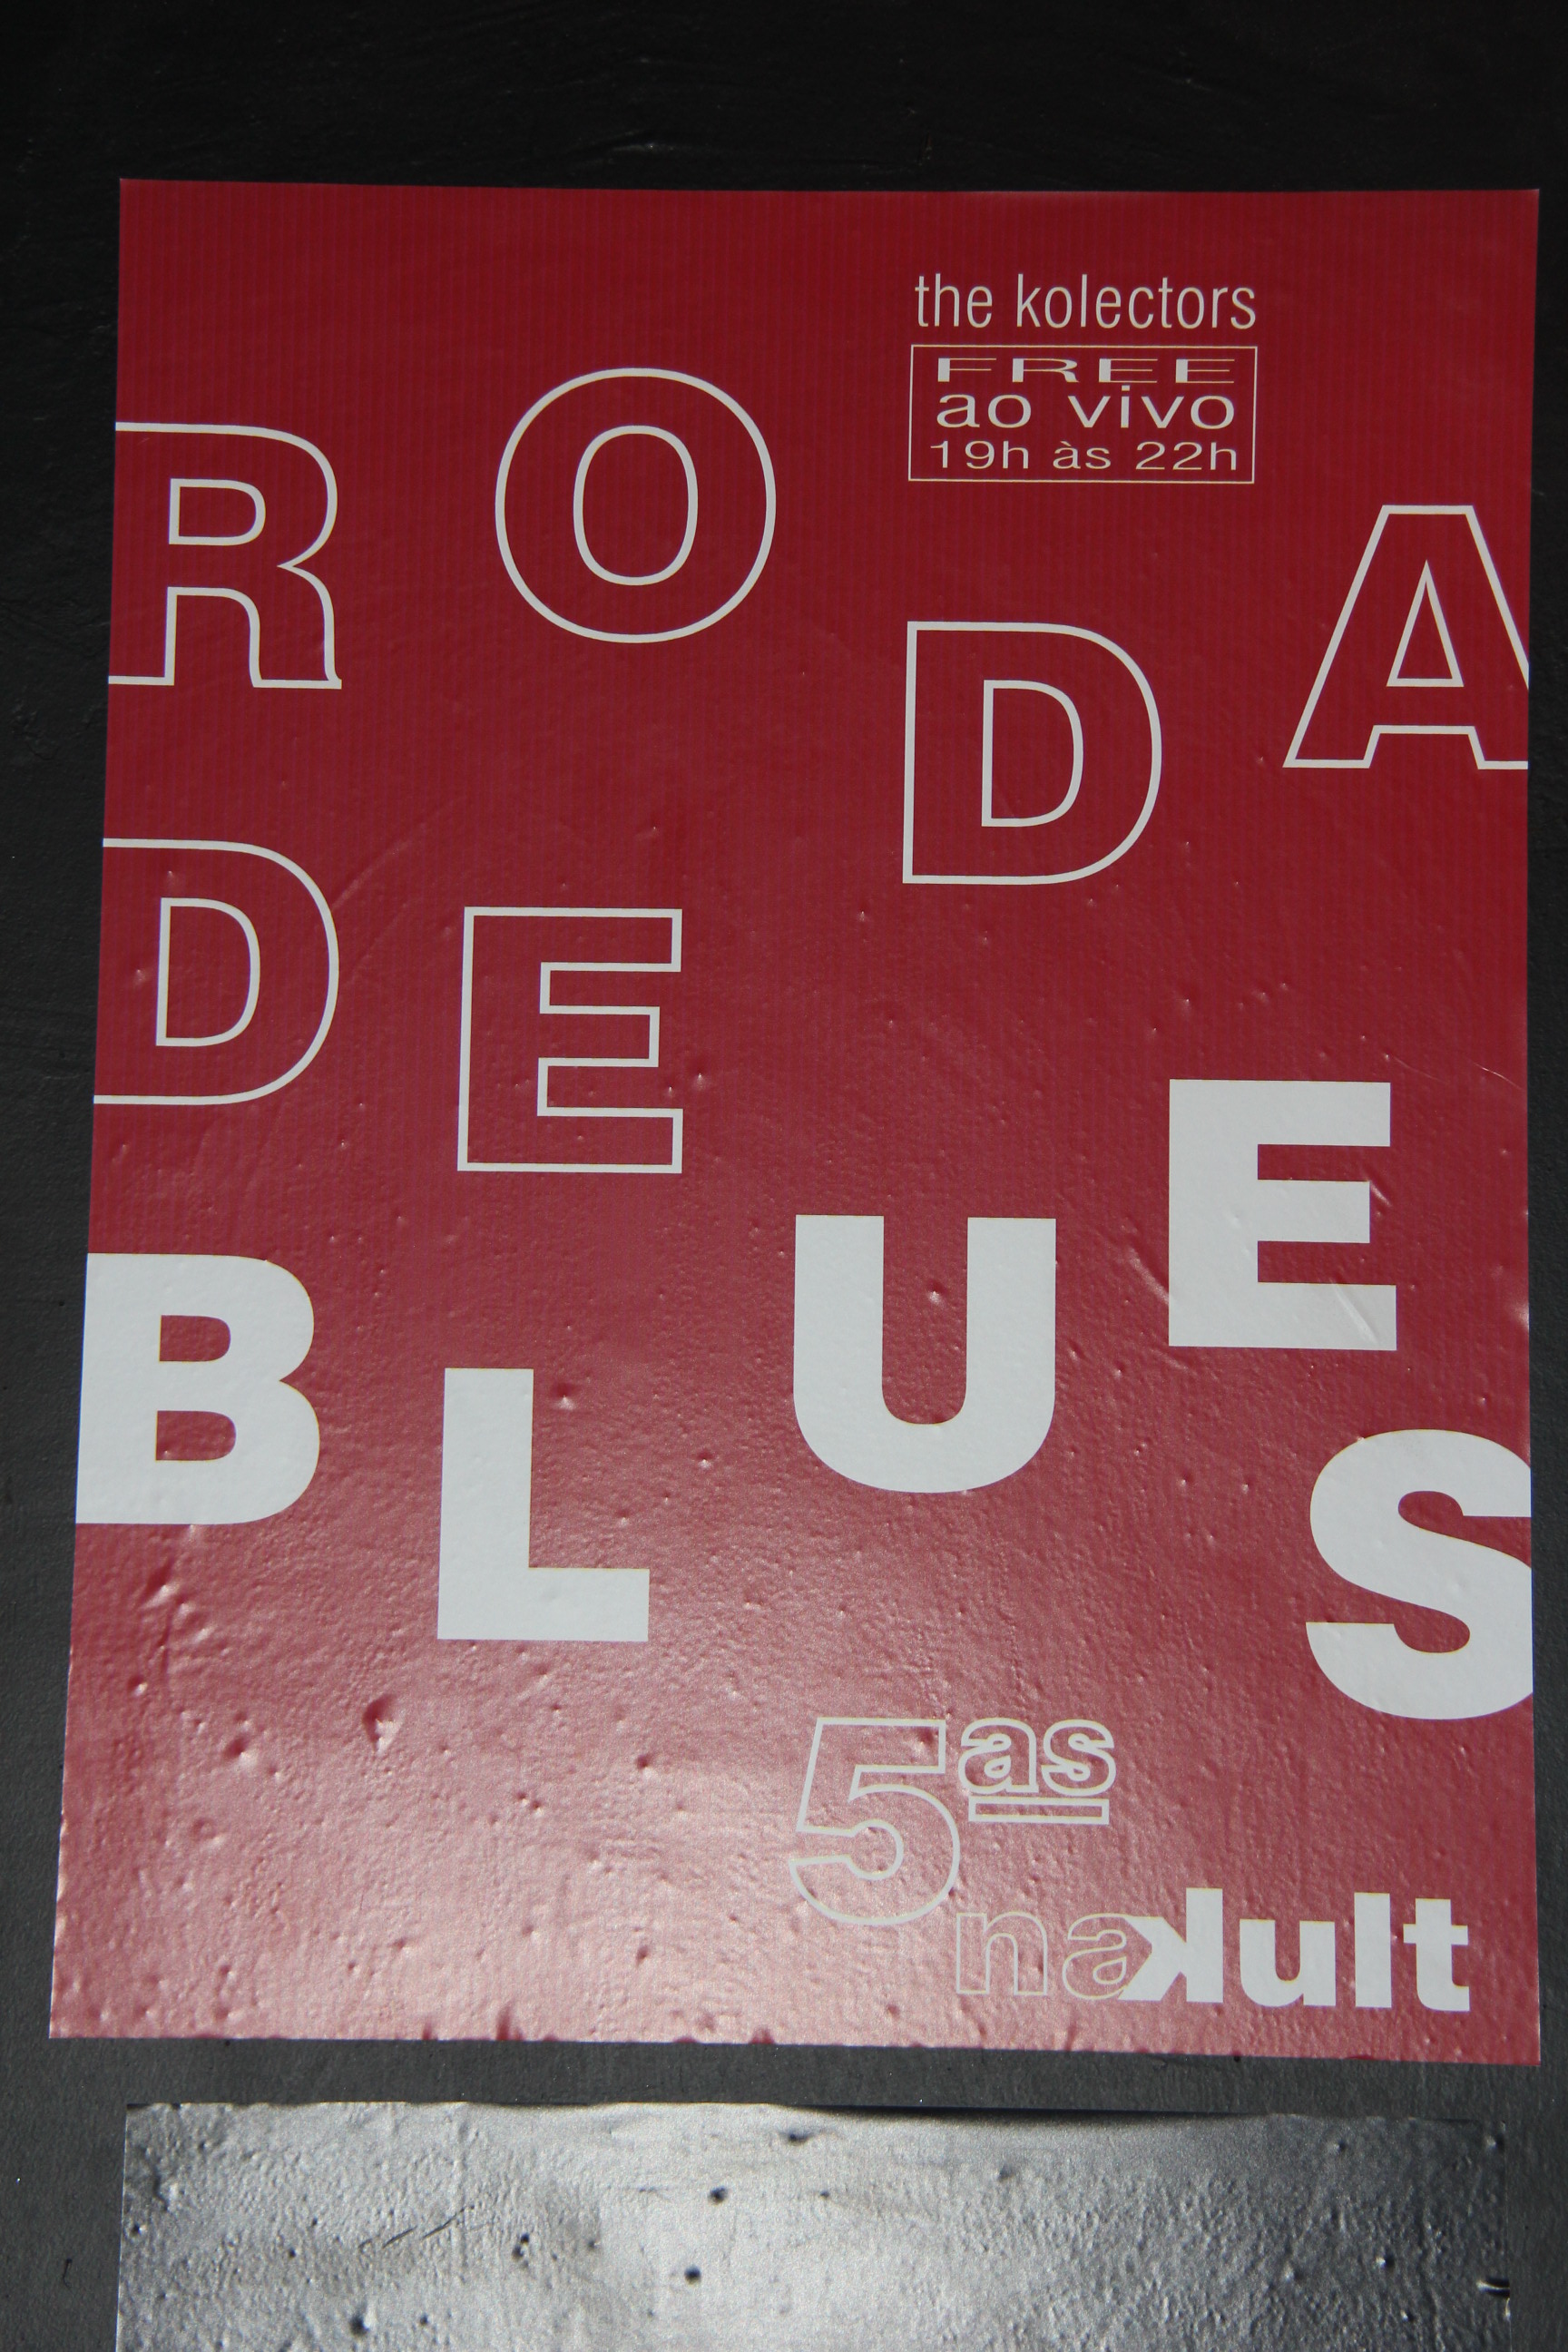 the kolectors
FREE
ao vivo
19h às 22h
RODA
DE
BLUES
5as
nakult